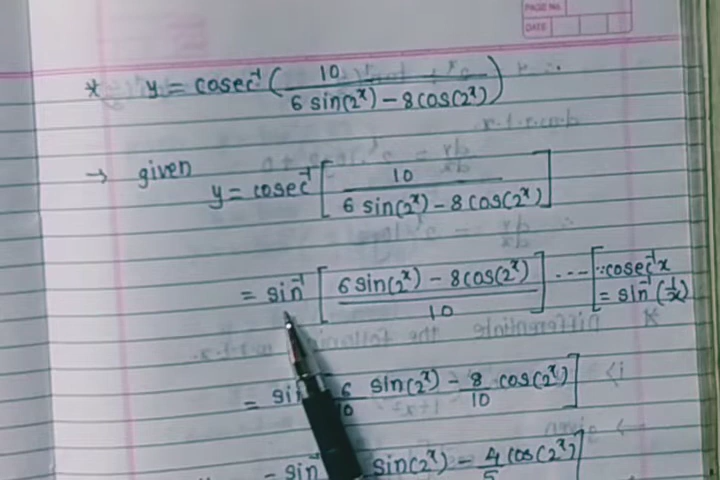 PAGE No.
DATE
* y = cosec⁻¹ ( 10 / 6 sin(2ˣ) − 8 cos(2ˣ) )
→ given
y = cosec⁻¹ [ 10 / 6 sin(2ˣ) − 8 cos(2ˣ) ]
= sin⁻¹ [ 6 sin(2ˣ) − 8 cos(2ˣ) / 10 ] --- [ ∵ cosec⁻¹ x
= sin⁻¹ (1/x)
= sin 6/10 sin(2ˣ) − 8/10 cos(2ˣ) ]
= sin⁻¹ sin(2ˣ) − 4/5 cos(2ˣ) ]